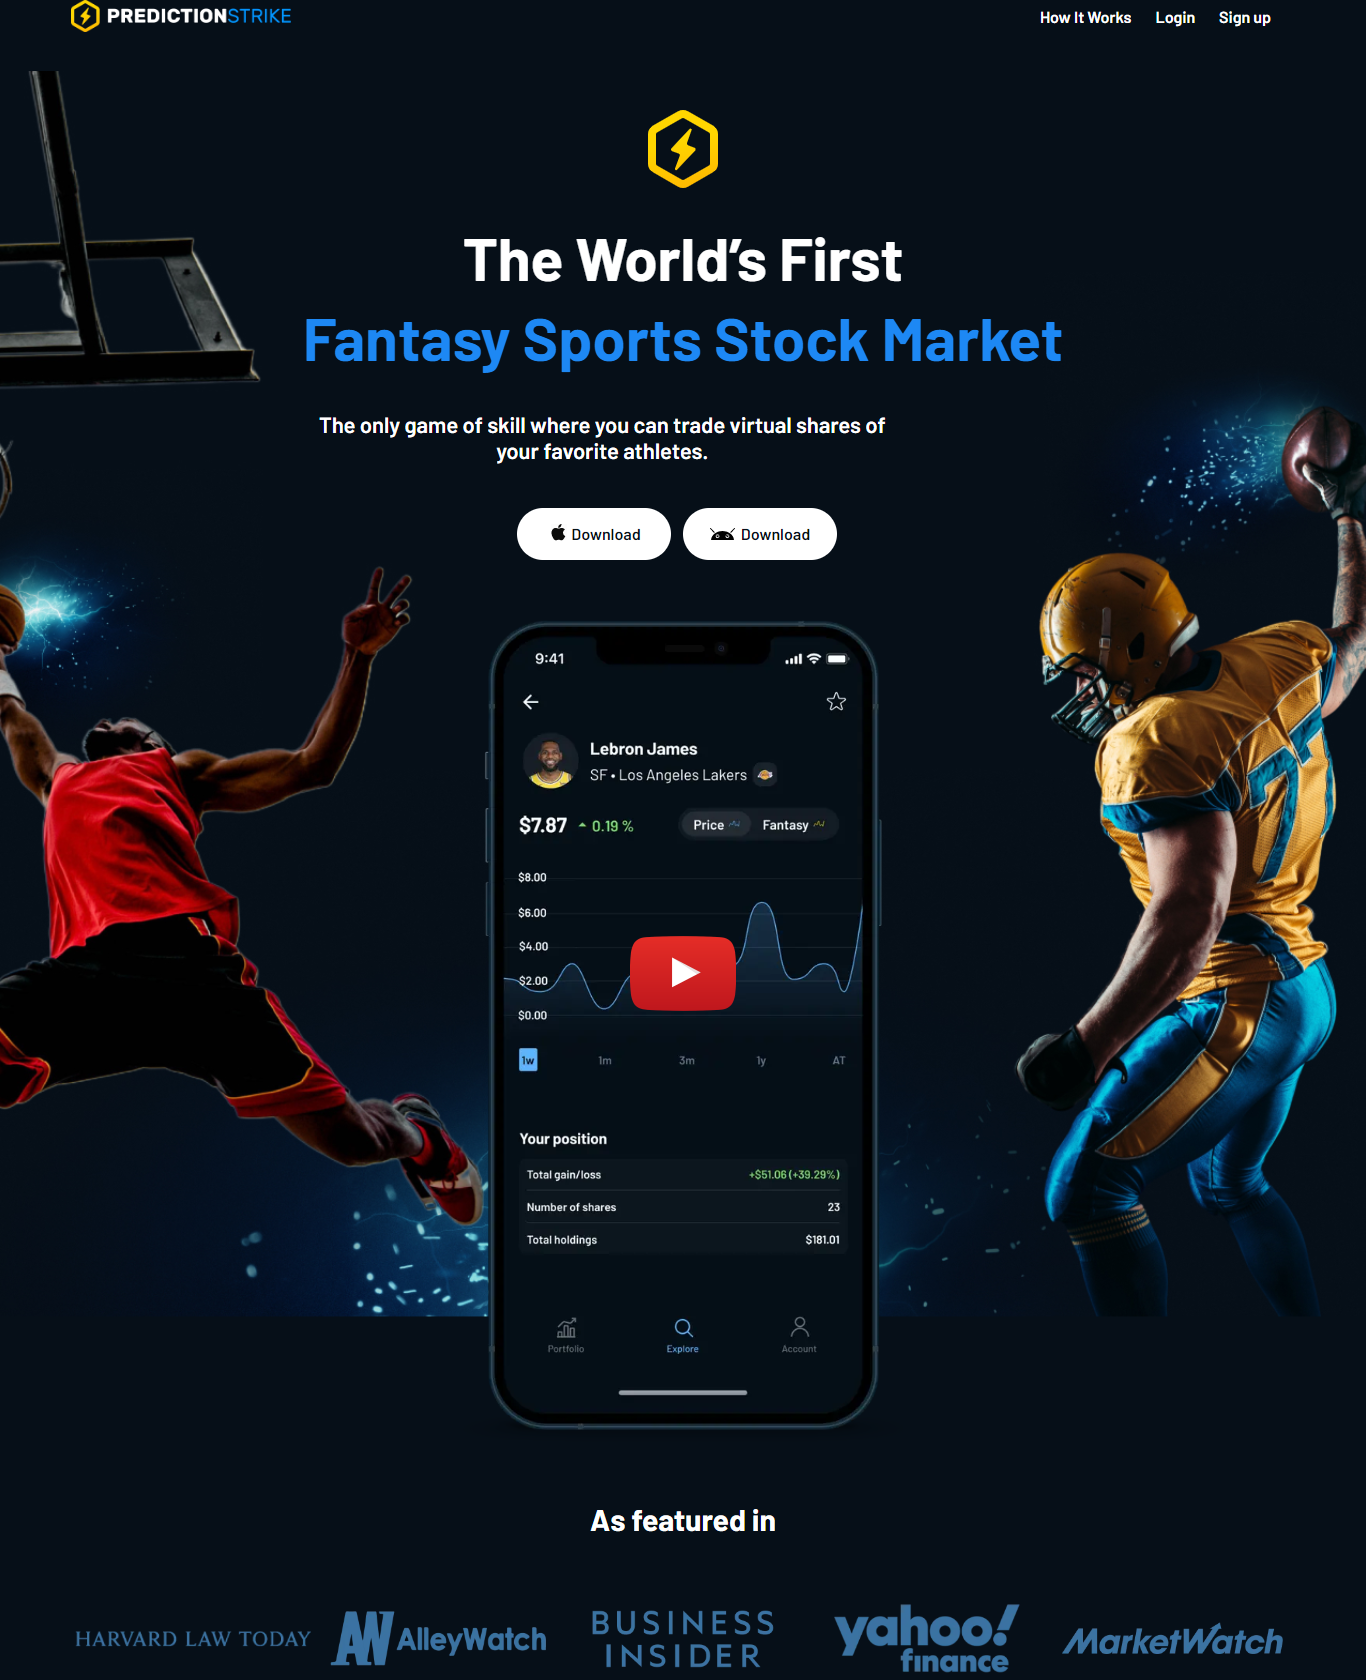 PREDICTIONSTRIKE
How It Works Login Sign up
The World’s First
Fantasy Sports Stock Market
The only game of skill where you can trade virtual shares of
your favorite athletes.
Download Download
9:41
Lebron James
SF • Los Angeles Lakers
$7.87 0.19 % Price Fantasy
$8.00
$6.00
$4.00
$2.00
$0.00
1w 1m 3m 1y AT
Your position
Total gain/loss +$51.06 (+39.29%)
Number of shares 23
Total holdings $181.01
Portfolio Explore Account
As featured in
HARVARD LAW TODAY
AW AlleyWatch
BUSINESS
INSIDER
yahoo!
finance
MarketWatch